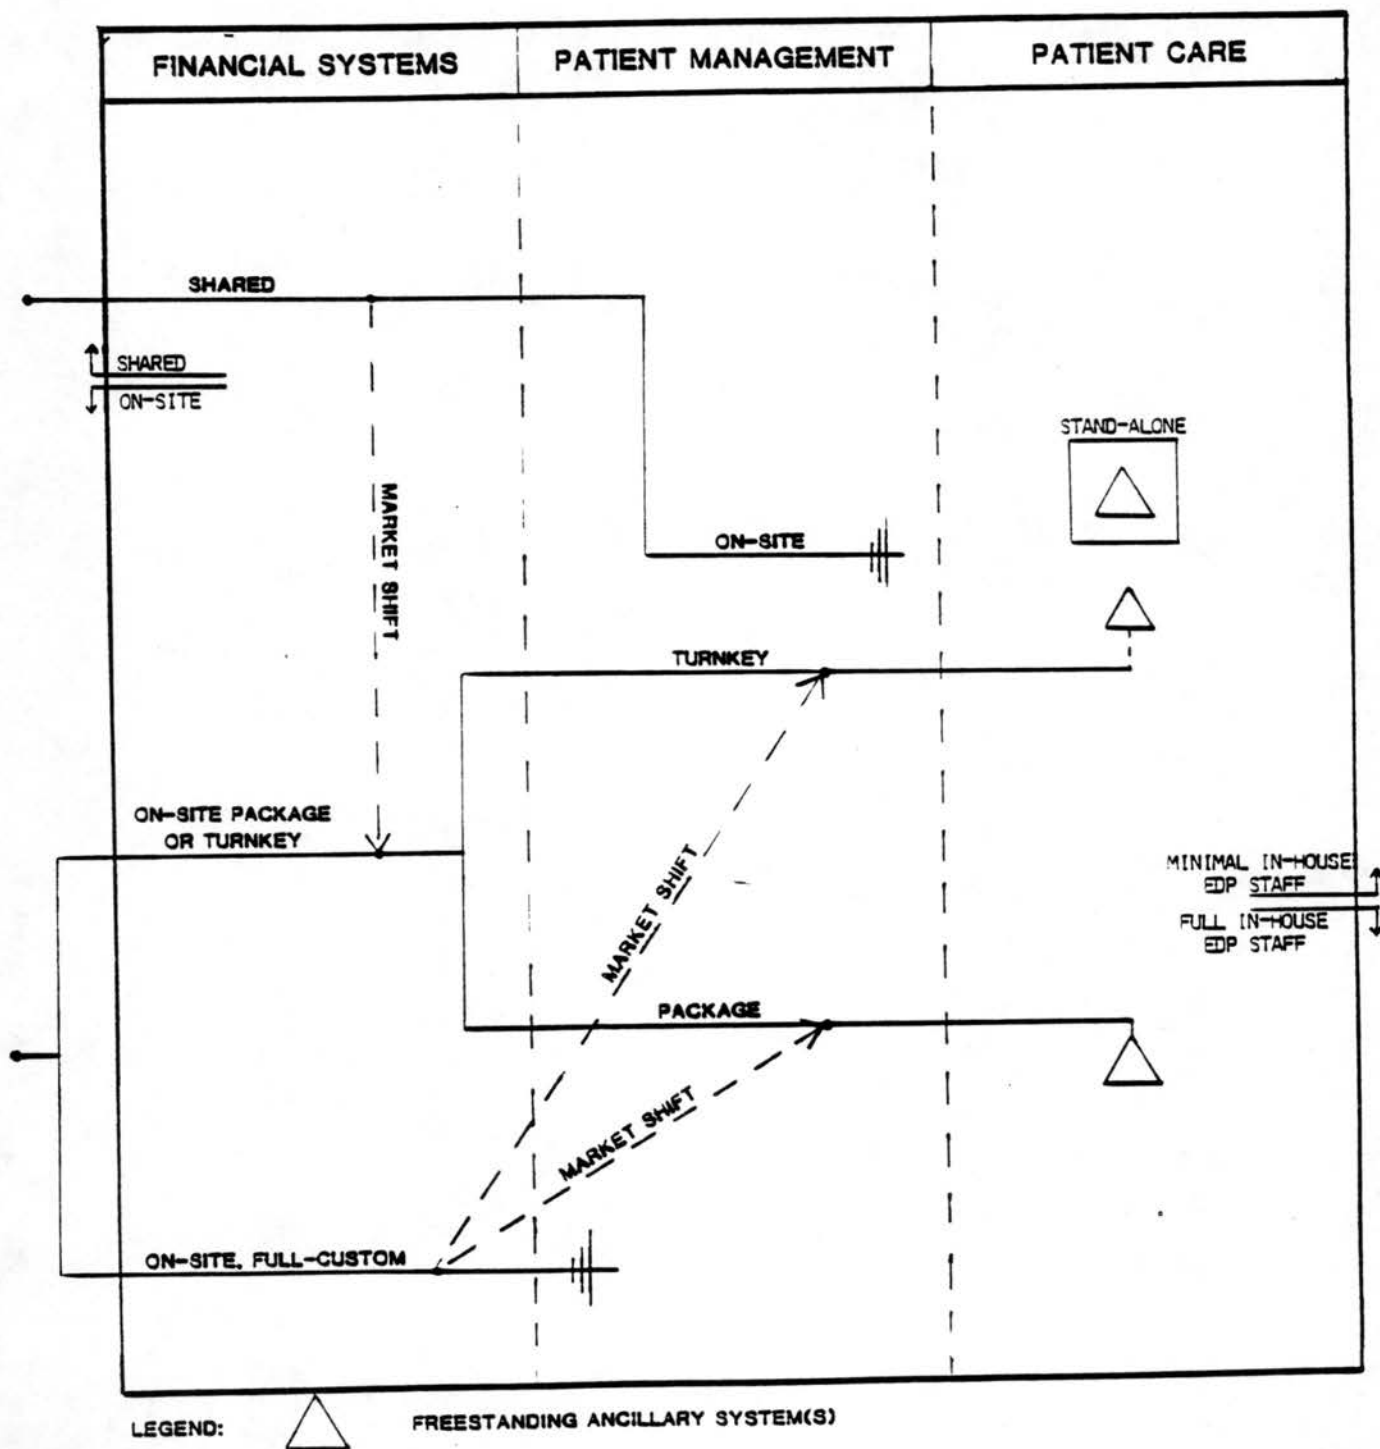 FINANCIAL SYSTEMS
PATIENT MANAGEMENT
PATIENT CARE
SHARED
SHARED
ON-SITE
MARKET SHIFT
STAND-ALONE
ON-SITE
TURNKEY
ON-SITE PACKAGE
OR TURNKEY
MARKET SHIFT
MINIMAL IN-HOUSE
EDP STAFF
FULL IN-HOUSE
EDP STAFF
PACKAGE
MARKET SHIFT
ON-SITE, FULL-CUSTOM
LEGEND:
FREESTANDING ANCILLARY SYSTEM(S)